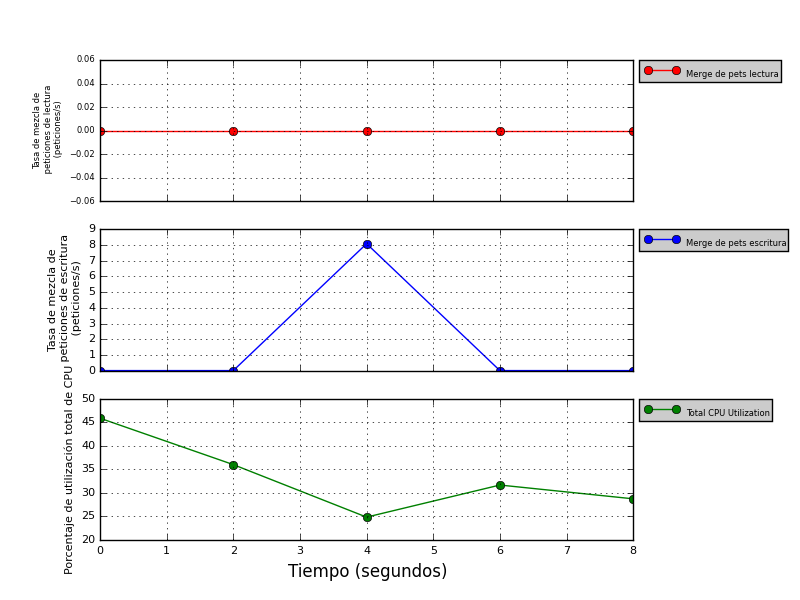 0.06
0.04
0.02
0.00
−0.02
−0.04
−0.06
Tasa de mezcla de
peticiones de lectura
(peticiones/s)
Merge de pets lectura
9
8
7
6
5
4
3
2
1
0
Tasa de mezcla de
peticiones de escritura
(peticiones/s)
Merge de pets escritura
50
45
40
35
30
25
20
Porcentaje de utilización total de CPU
Total CPU Utilization
0 1 2 3 4 5 6 7 8
Tiempo (segundos)